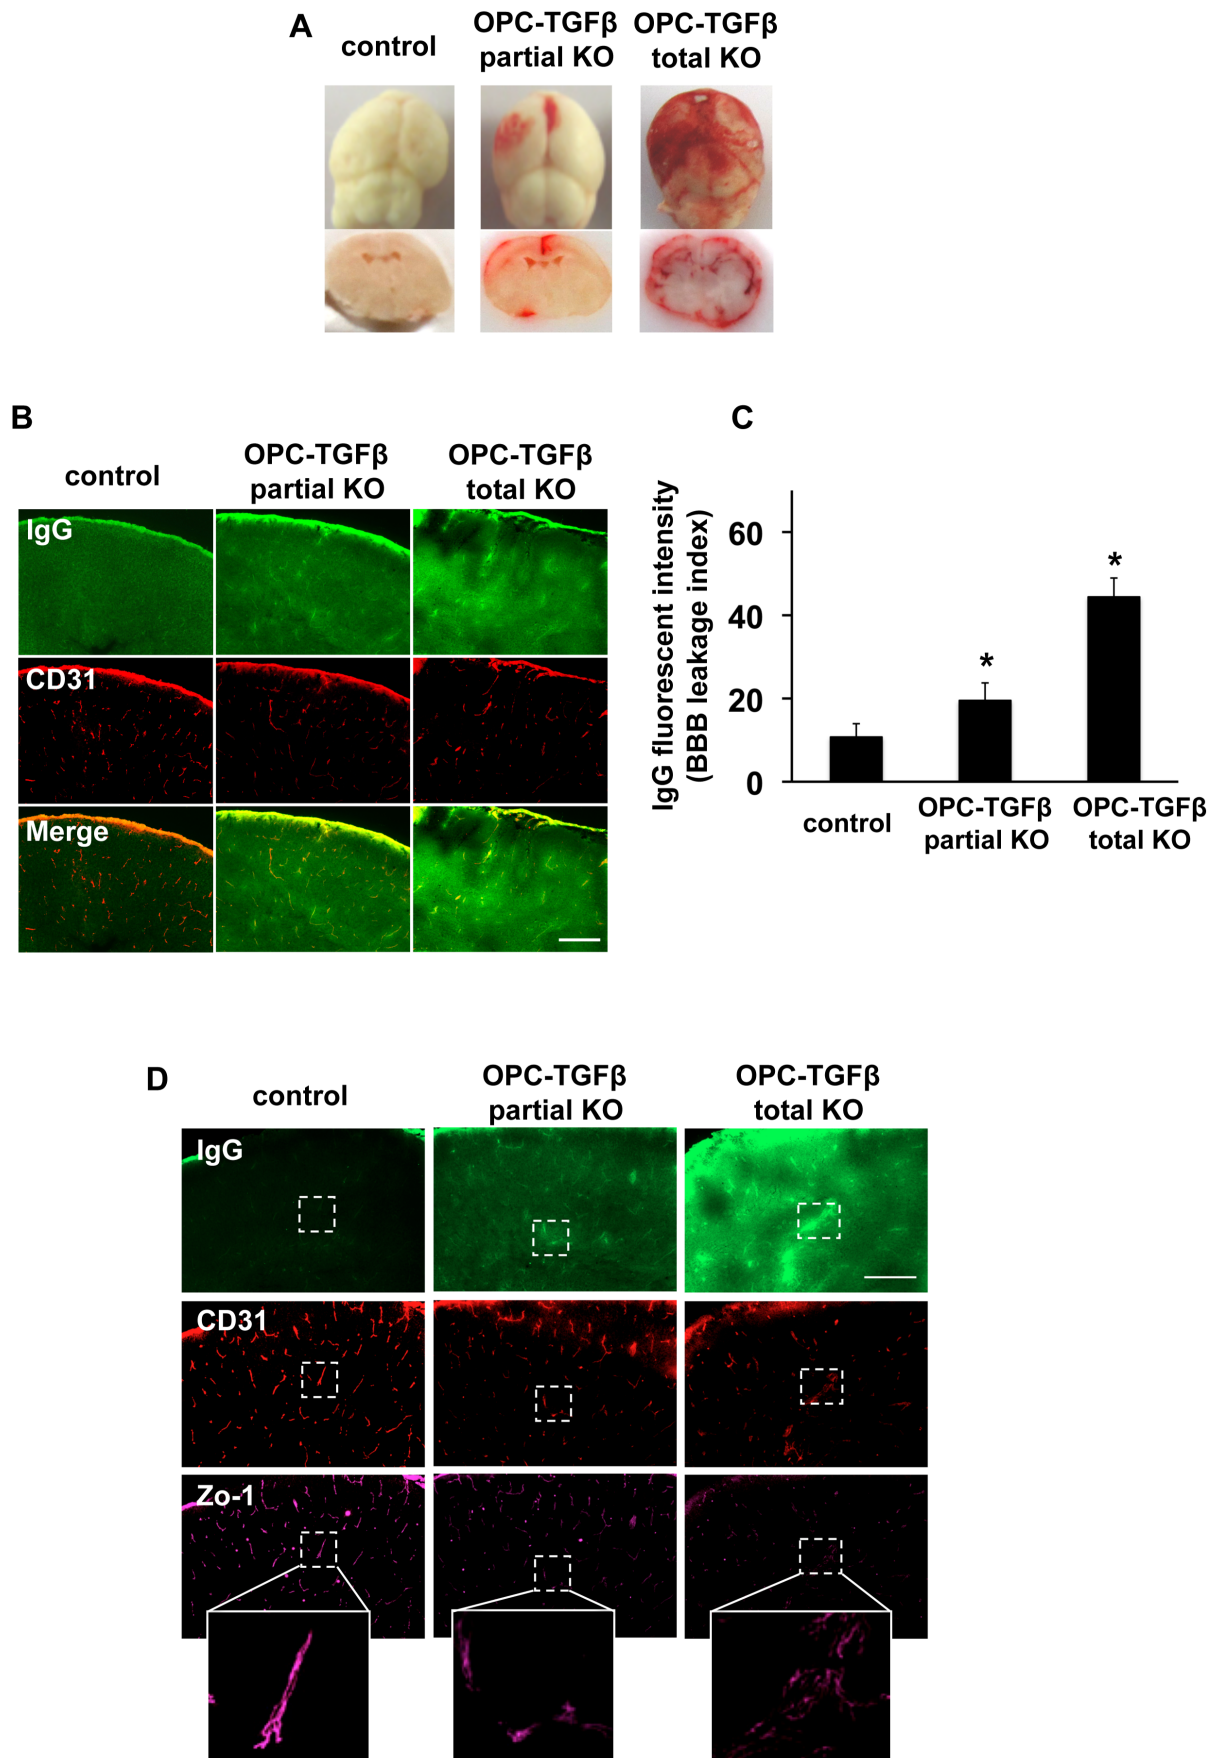 A
control
OPC-TGFβ
partial KO
OPC-TGFβ
total KO
B
control
OPC-TGFβ
partial KO
OPC-TGFβ
total KO
IgG
CD31
Merge
C
IgG fluorescent intensity
(BBB leakage index)
60
40
20
0
control
OPC-TGFβ
partial KO
OPC-TGFβ
total KO
*
*
D
control
OPC-TGFβ
partial KO
OPC-TGFβ
total KO
IgG
CD31
Zo-1